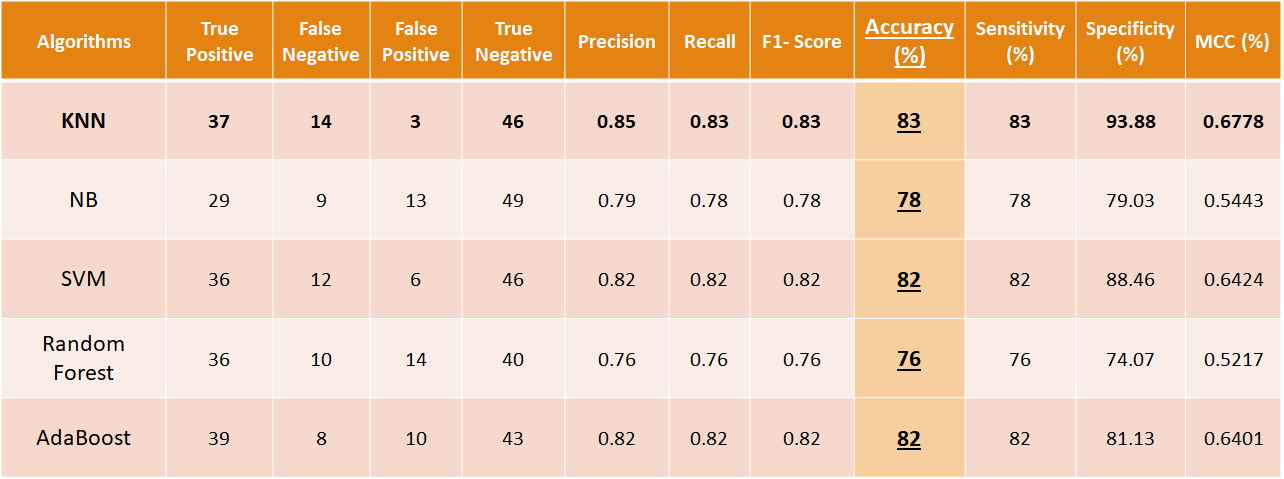 Algorithms True Positive False Negative False Positive True Negative Precision Recall F1- Score Accuracy (%) Sensitivity (%) Specificity (%) MCC (%)
KNN 37 14 3 46 0.85 0.83 0.83 83 83 93.88 0.6778
NB 29 9 13 49 0.79 0.78 0.78 78 78 79.03 0.5443
SVM 36 12 6 46 0.82 0.82 0.82 82 82 88.46 0.6424
Random Forest 36 10 14 40 0.76 0.76 0.76 76 76 74.07 0.5217
AdaBoost 39 8 10 43 0.82 0.82 0.82 82 82 81.13 0.6401